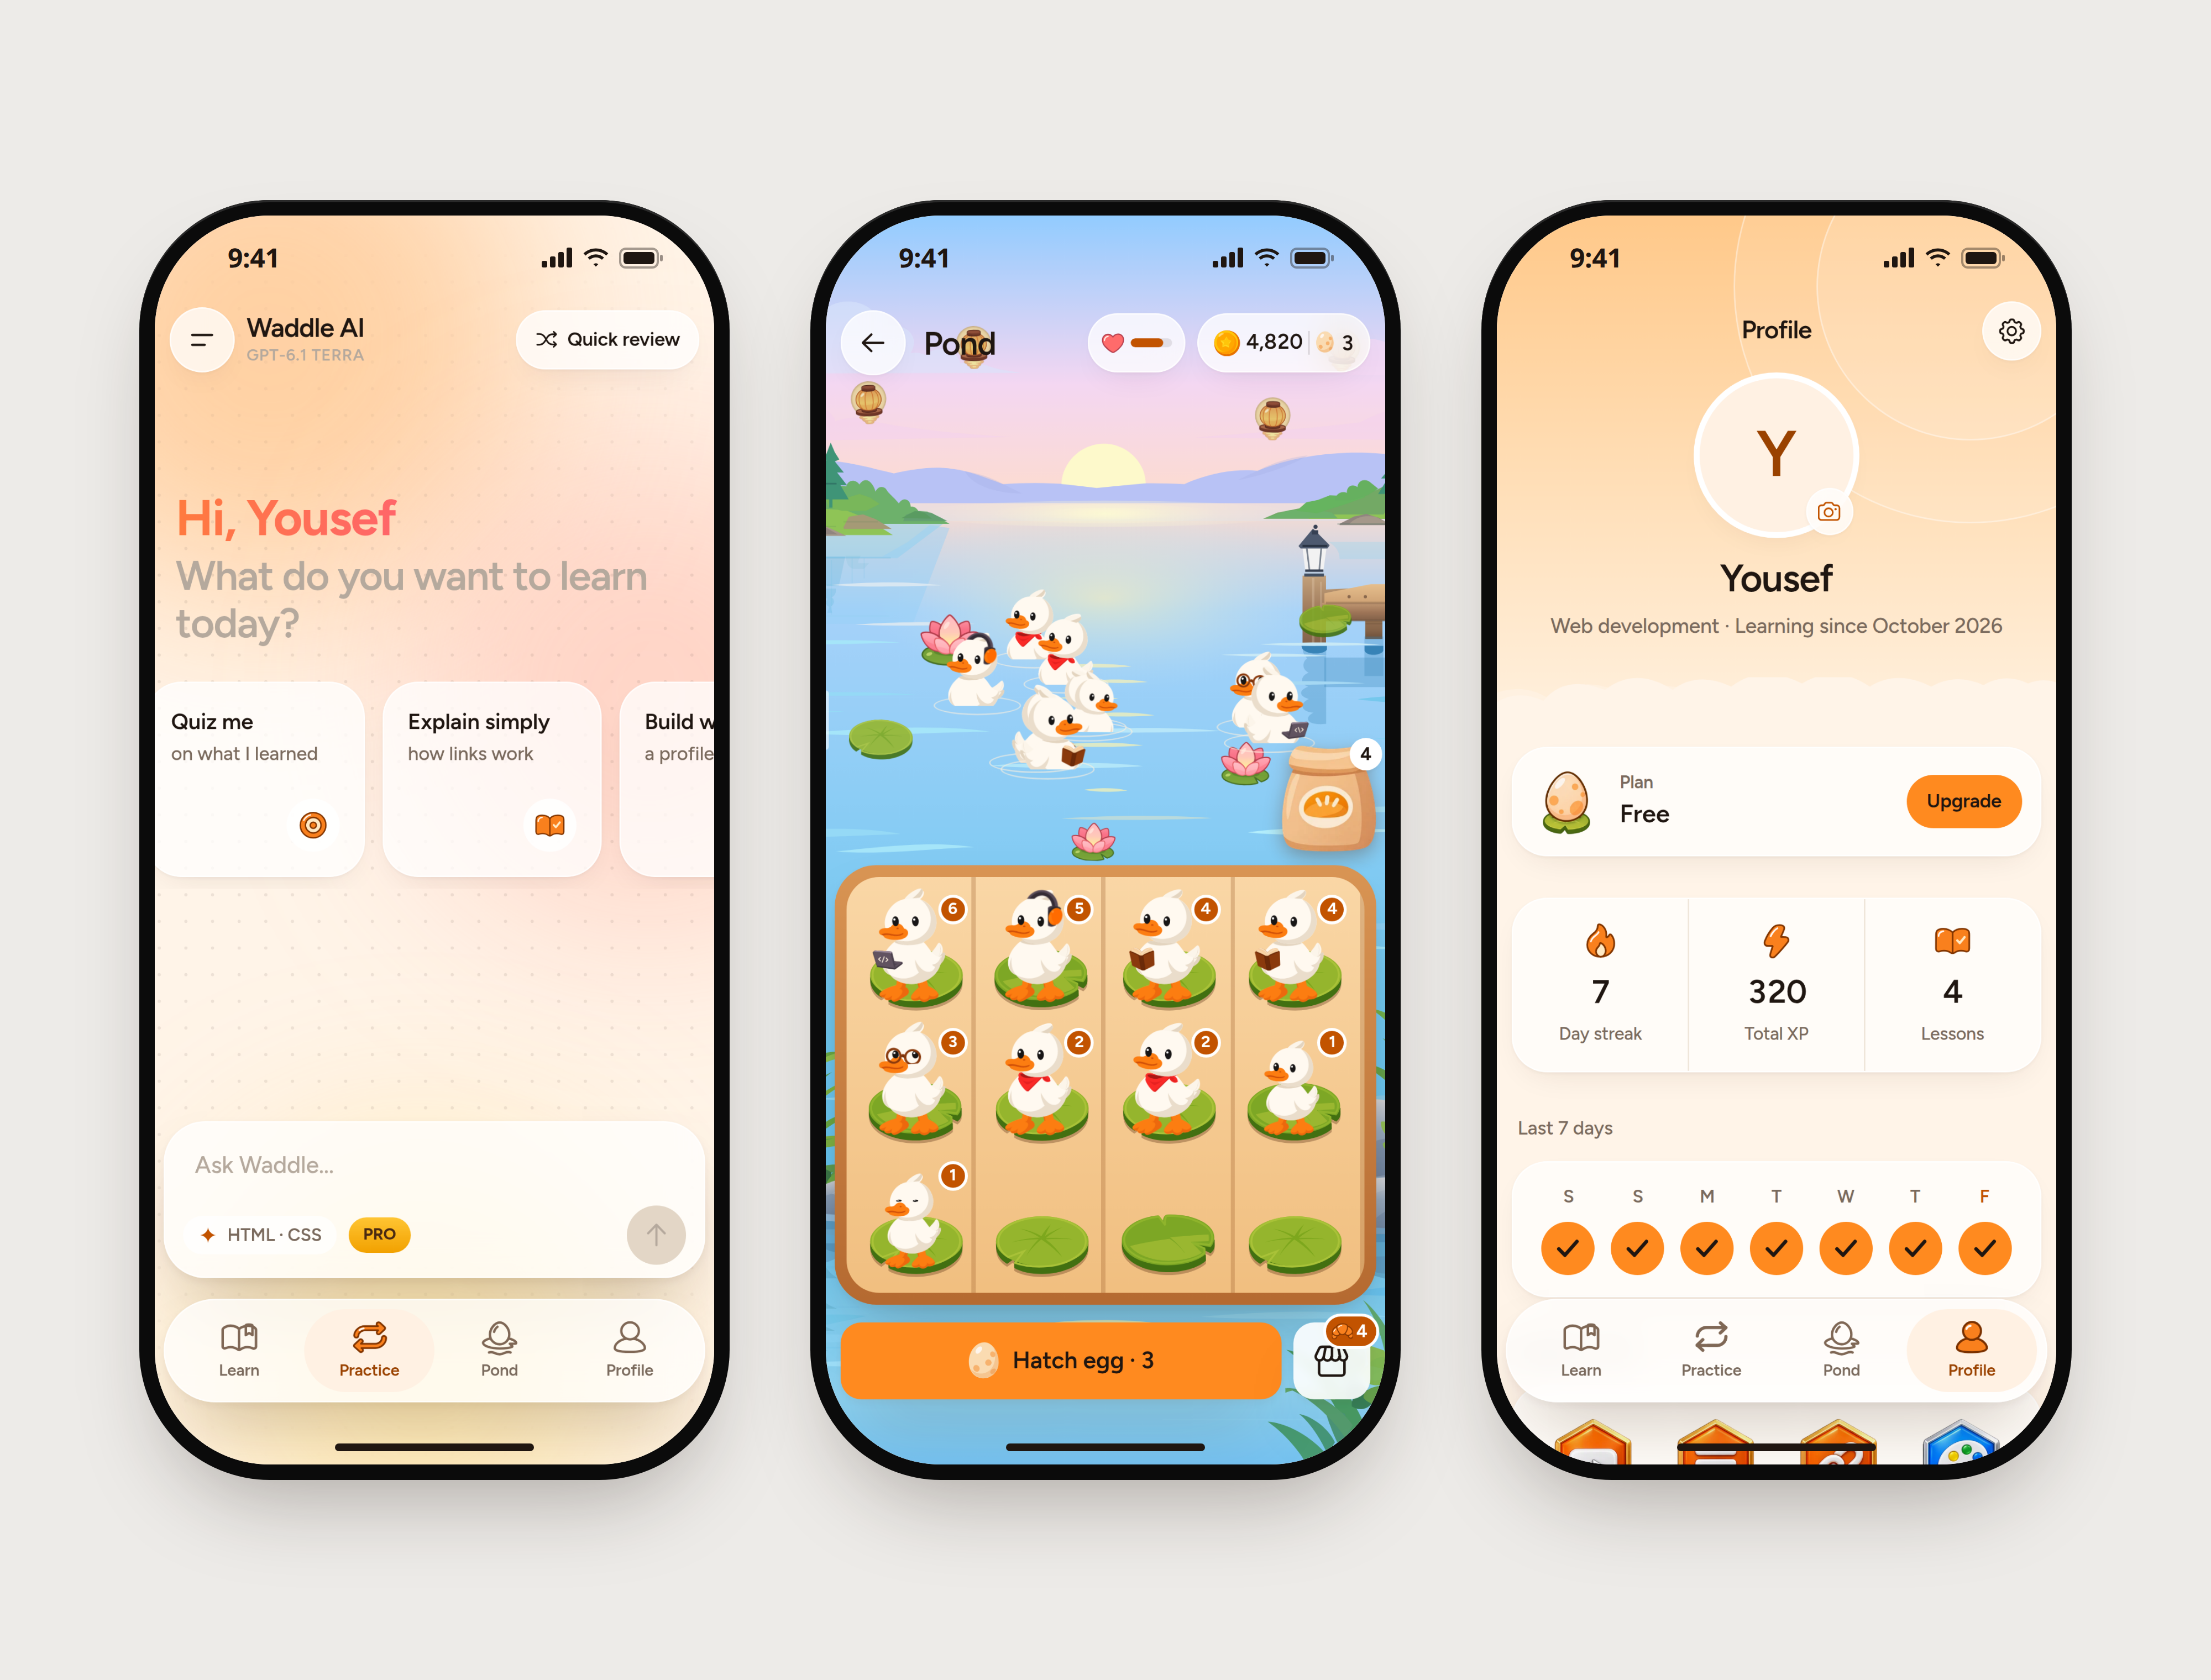 9:41
Waddle AI
GPT-6.1 TERRA
Quick review
Hi, Yousef
What do you want to learn
today?
Quiz me
on what I learned
Explain simply
how links work
Build w
a profile
Ask Waddle...
HTML · CSS
PRO
Learn
Practice
Pond
Profile
9:41
Pond
4,820
3
4
6
5
4
4
3
2
2
1
1
Hatch egg · 3
4
9:41
Profile
Y
Yousef
Web development · Learning since October 2026
Plan
Free
Upgrade
7
320
4
Day streak
Total XP
Lessons
Last 7 days
S S M T W T F
Learn
Practice
Pond
Profile